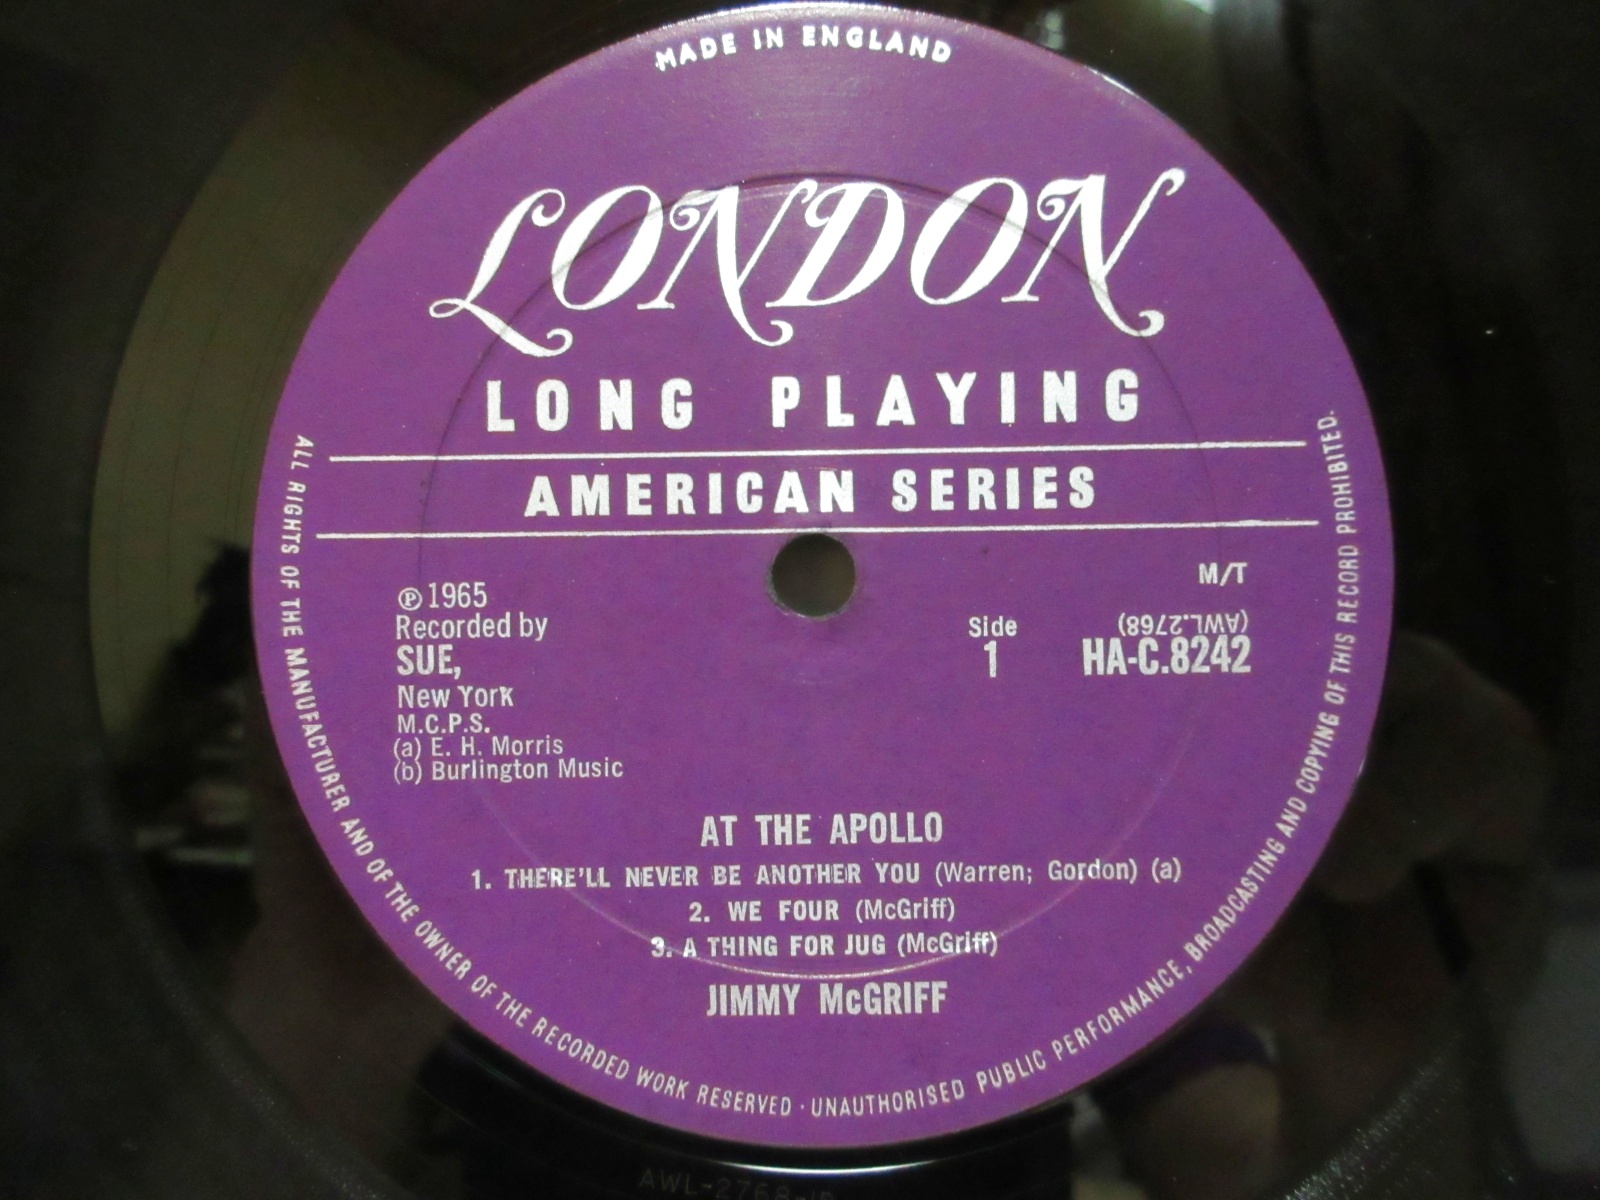 MADE IN ENGLAND
LONDON
LONG PLAYING
AMERICAN SERIES
℗ 1965
Recorded by
SUE,
New York
M.C.P.S.
(a) E. H. Morris
(b) Burlington Music
M/T
Side
1
(AWL.2768)
HA-C.8242
AT THE APOLLO
1. THERE'LL NEVER BE ANOTHER YOU (Warren; Gordon) (a)
2. WE FOUR (McGriff)
3. A THING FOR JUG (McGriff)
JIMMY McGRIFF
ALL RIGHTS OF THE MANUFACTURER AND OF THE OWNER OF THE RECORDED WORK RESERVED · UNAUTHORISED PUBLIC PERFORMANCE, BROADCASTING AND COPYING OF THIS RECORD PROHIBITED.
AWL-2768-